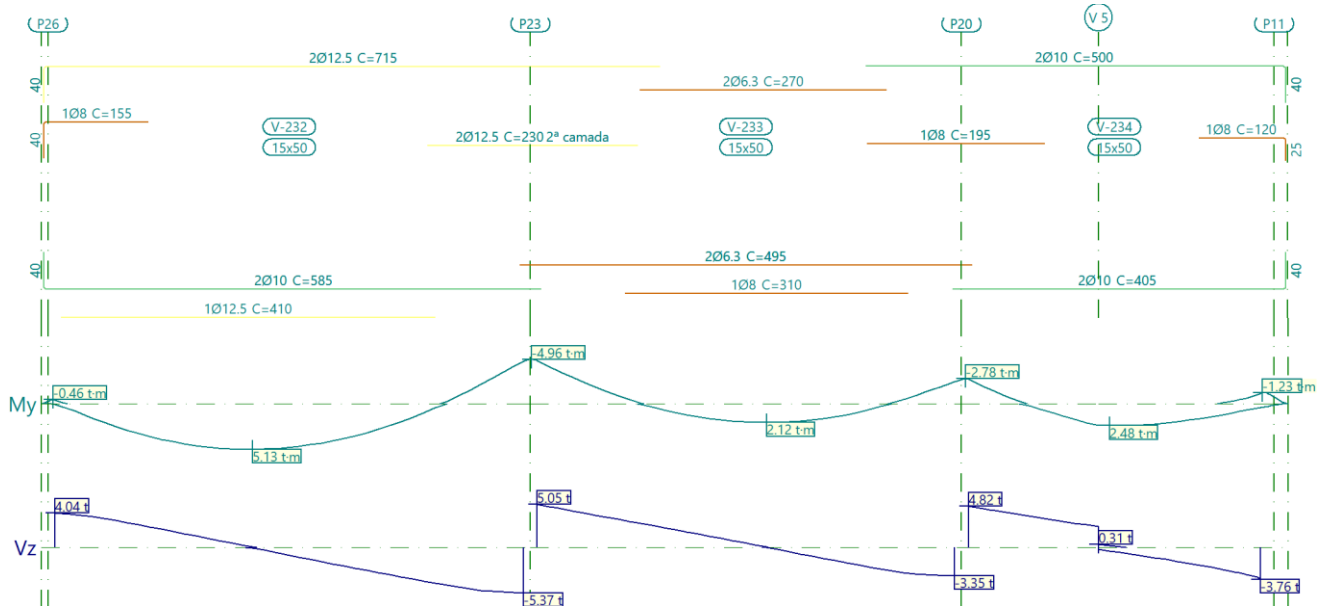 P26 P23 P20 V 5 P11
2Ø12.5 C=715
2Ø10 C=500
40
2Ø6.3 C=270
40
1Ø8 C=155
40
V-232
15x50
2Ø12.5 C=230 2ª camada
V-233
15x50
1Ø8 C=195
V-234
15x50
1Ø8 C=120
25
2Ø6.3 C=495
40
2Ø10 C=585
1Ø8 C=310
2Ø10 C=405
40
1Ø12.5 C=410
My
-0.46 t·m
5.13 t·m
-4.96 t·m
2.12 t·m
-2.78 t·m
2.48 t·m
-1.23 t·m
Vz
4.04 t
-5.37 t
5.05 t
-3.35 t
4.82 t
0.31 t
-3.76 t